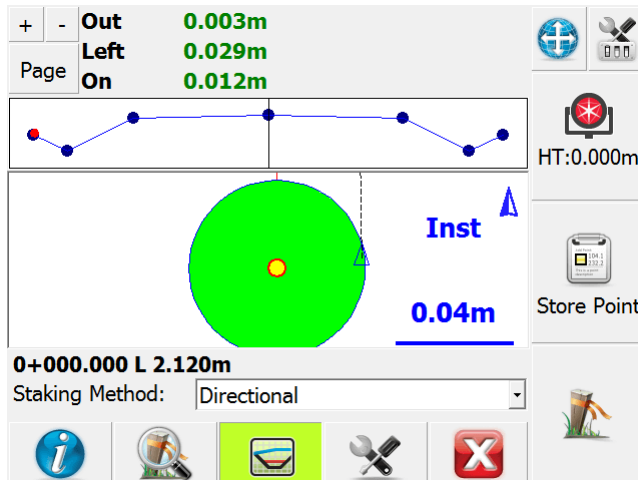 + - Out 0.003m
Left 0.029m
Page
On 0.012m
HT:0.000m
Inst
0.04m
Store Point
0+000.000 L 2.120m
Staking Method: Directional